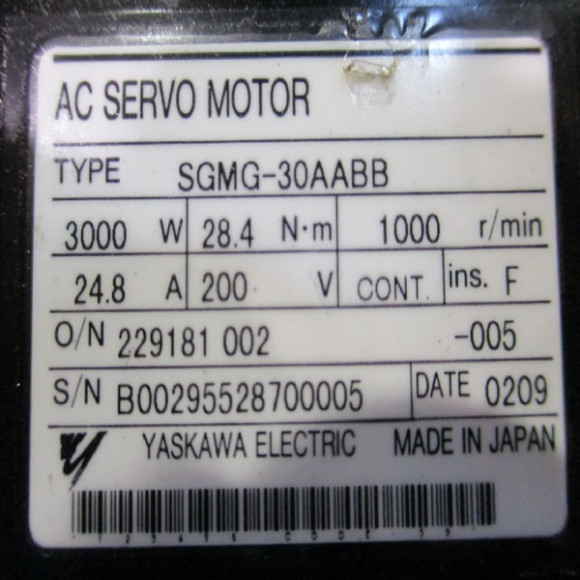 AC SERVO MOTOR
TYPE SGMG-30AABB
3000 W 28.4 N·m 1000 r/min
24.8 A 200 V CONT. ins. F
O/N 229181 002 -005
S/N B00295528700005 DATE 0209
YASKAWA ELECTRIC MADE IN JAPAN